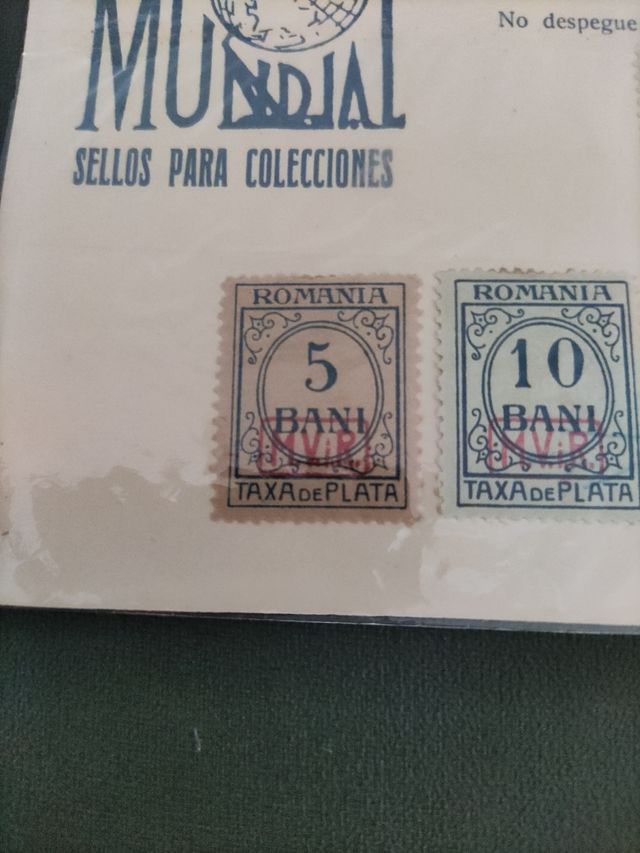 No despegue
MUNDIAL
SELLOS PARA COLECCIONES
ROMANIA
5
BANI
M.V.i.R.
TAXA DE PLATA
ROMANIA
10
BANI
M.V.i.R.
TAXA DE PLATA